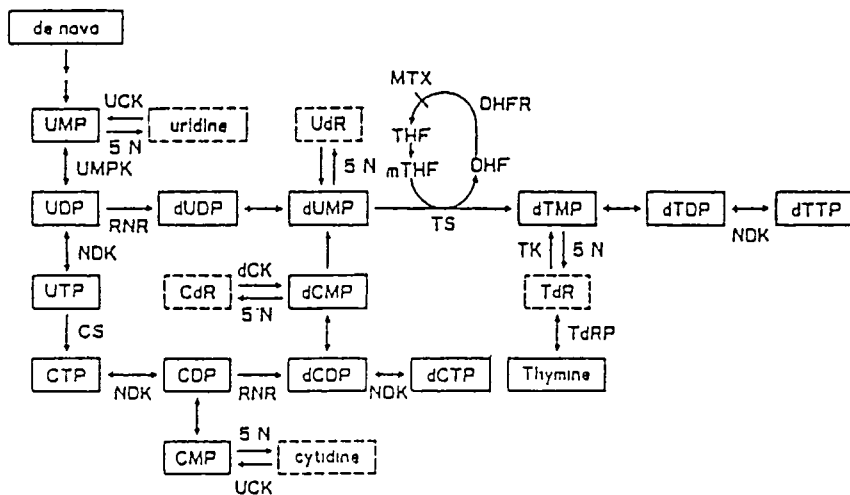 de nava
MTX
UCK
DHFR
UMP
uridine
UdR
THF
5 N
5 N
mTHF
DHF
UMPK
UDP
dUDP
dUMP
dTMP
dTDP
dTTP
RNR
TS
NDK
NDK
TK
5 N
dCK
UTP
CdR
dCMP
TdR
5 N
CS
TdRP
CTP
CDP
dCDP
dCTP
Thymine
NDK
RNR
NDK
5 N
CMP
cytidine
UCK